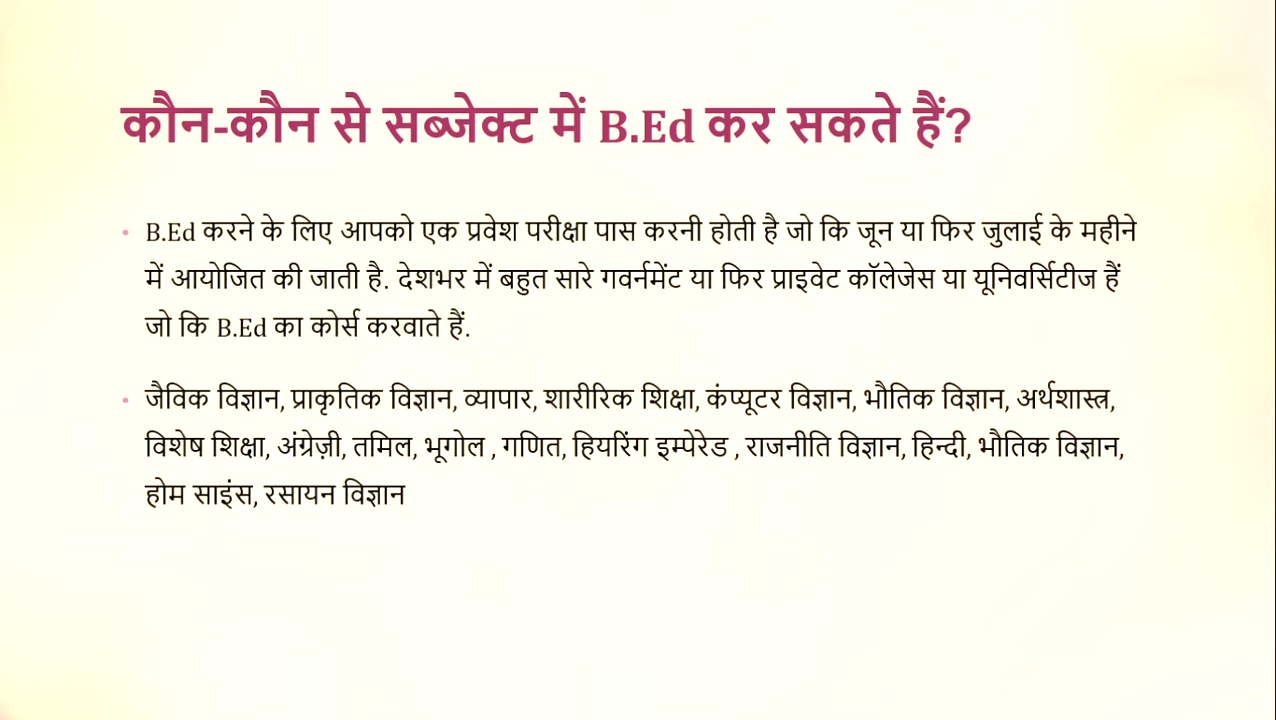 कौन-कौन से सब्जेक्ट में B.Ed कर सकते हैं?
• B.Ed करने के लिए आपको एक प्रवेश परीक्षा पास करनी होती है जो कि जून या फिर जुलाई के महीने
में आयोजित की जाती है. देशभर में बहुत सारे गवर्नमेंट या फिर प्राइवेट कॉलेजेस या यूनिवर्सिटीज हैं
जो कि B.Ed का कोर्स करवाते हैं.
• जैविक विज्ञान, प्राकृतिक विज्ञान, व्यापार, शारीरिक शिक्षा, कंप्यूटर विज्ञान, भौतिक विज्ञान, अर्थशास्त्र,
विशेष शिक्षा, अंग्रेज़ी, तमिल, भूगोल , गणित, हियरिंग इम्पेरेड , राजनीति विज्ञान, हिन्दी, भौतिक विज्ञान,
होम साइंस, रसायन विज्ञान